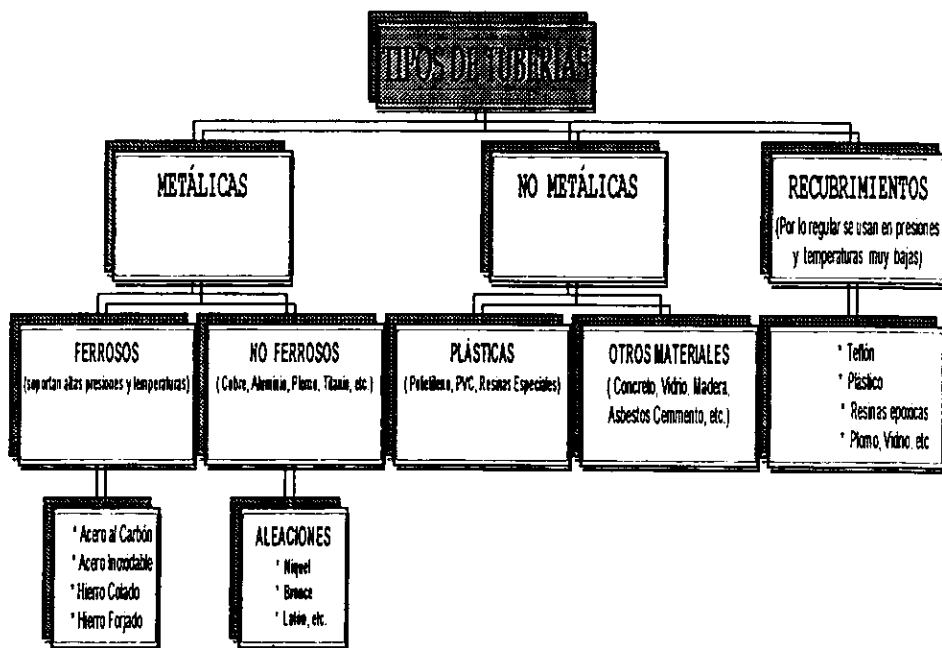 TIPOS DE TUBERIAS
METÁLICAS
NO METÁLICAS
RECUBRIMIENTOS
(Por lo regular se usan en presiones
y temperaturas muy bajas)
FERROSOS
(soportan altas presiones y temperaturas)
NO FERROSOS
(Cobre, Aluminio, Plomo, Titanio, etc.)
PLÁSTICAS
(Polietileno, PVC, Resinas Especiales)
OTROS MATERIALES
(Concreto, Vidrio, Madera,
Asbestos Cemmento, etc.)
* Teflón
* Plástico
* Resinas epoxicas
* Plomo, Vidrio, etc
* Acero al Carbón
* Acero Inoxidable
* Hierro Colado
* Hierro Forjado
ALEACIONES
* Niquel
* Bronce
* Latón, etc.